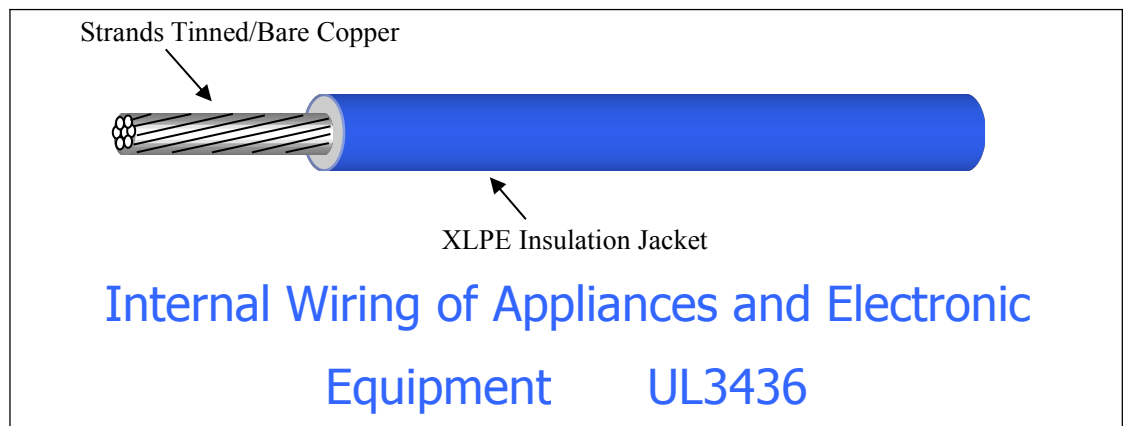 Strands Tinned/Bare Copper
XLPE Insulation Jacket
Internal Wiring of Appliances and Electronic
Equipment UL3436